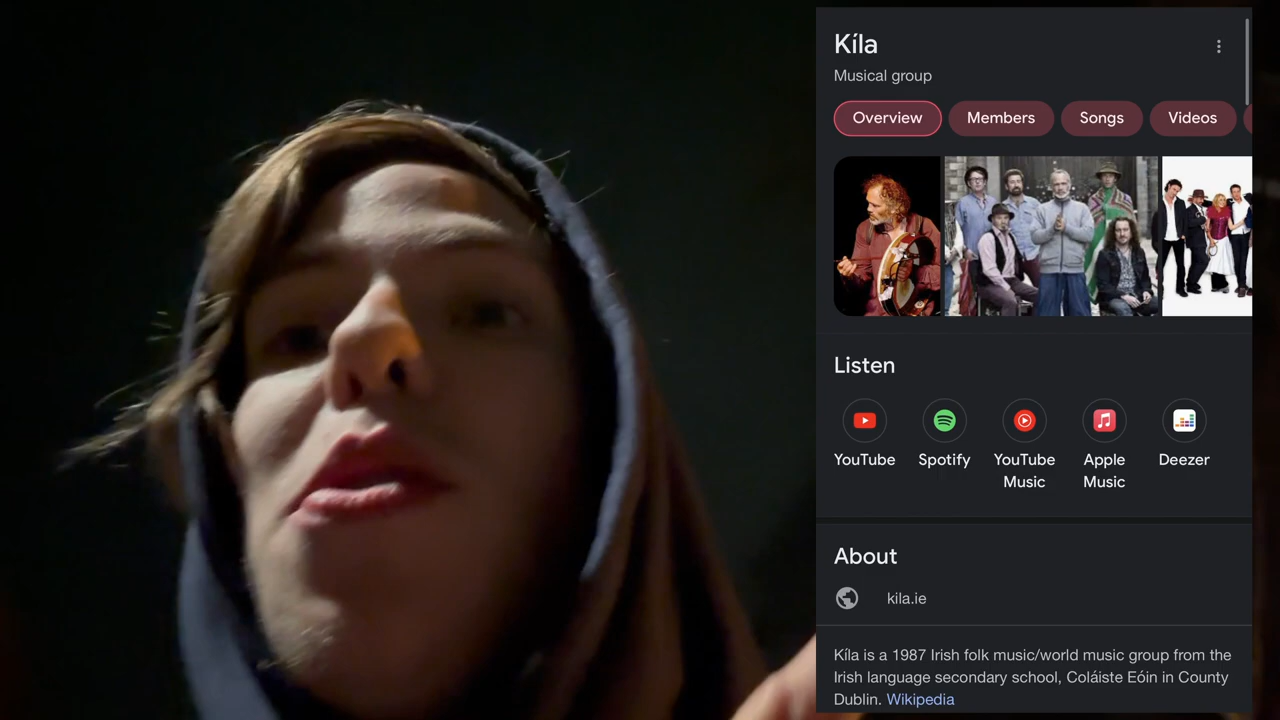 Kíla
Musical group
Overview Members Songs Videos
Listen
YouTube Spotify YouTube Music Apple Music Deezer
About
kila.ie
Kíla is a 1987 Irish folk music/world music group from the
Irish language secondary school, Coláiste Eóin in County
Dublin. Wikipedia